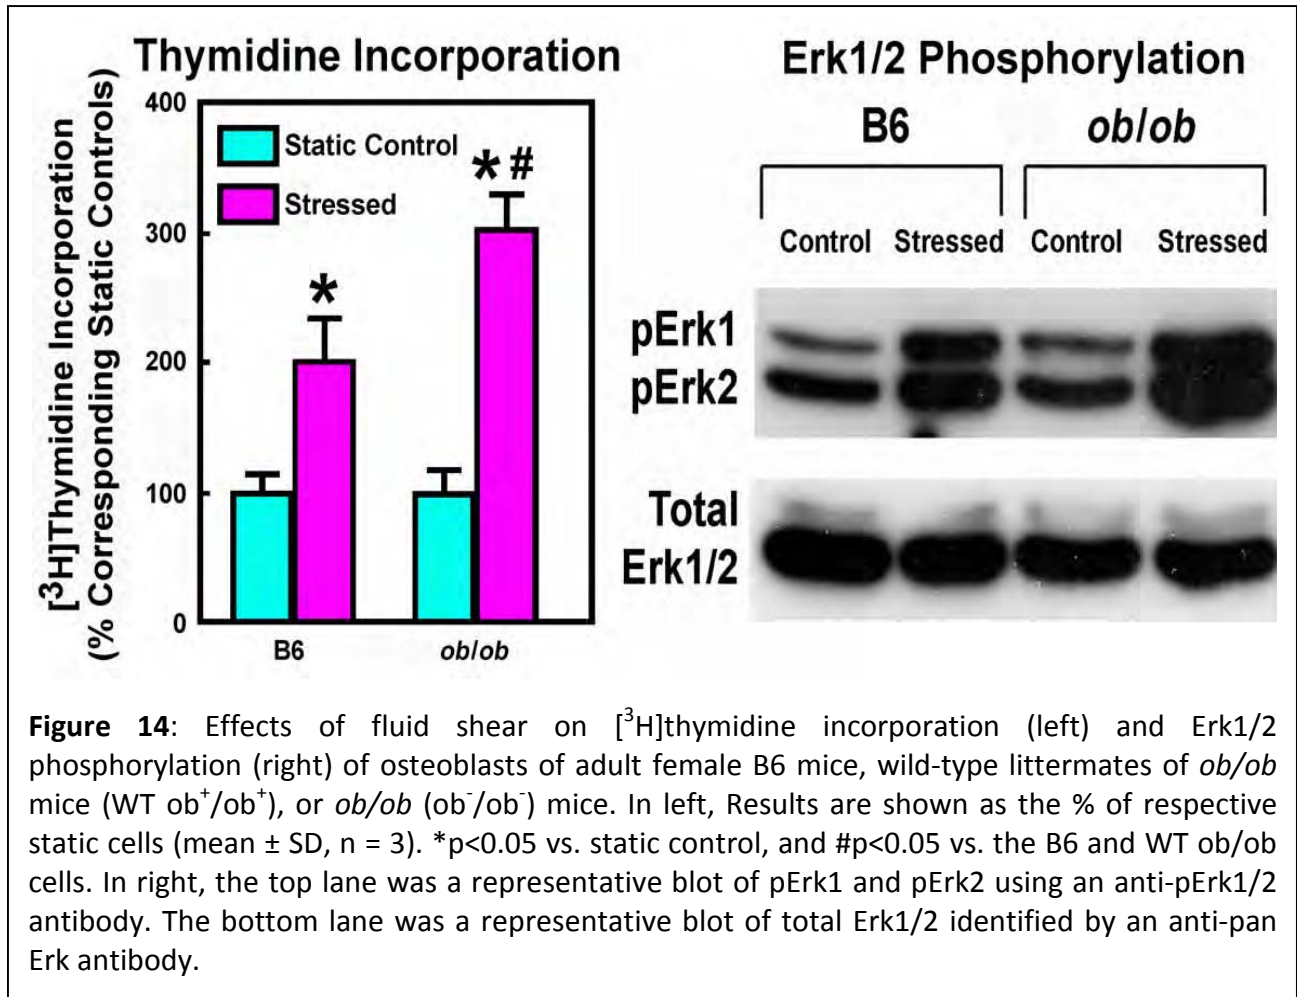 Thymidine Incorporation
[³H]Thymidine Incorporation
(% Corresponding Static Controls)
400
300
200
100
0
Static Control
Stressed
*
* #
B6
ob/ob
Erk1/2 Phosphorylation
B6 ob/ob
Control Stressed Control Stressed
pErk1
pErk2
Total
Erk1/2
Figure 14: Effects of fluid shear on [³H]thymidine incorporation (left) and Erk1/2
phosphorylation (right) of osteoblasts of adult female B6 mice, wild-type littermates of ob/ob
mice (WT ob⁺/ob⁺), or ob/ob (ob⁻/ob⁻) mice. In left, Results are shown as the % of respective
static cells (mean ± SD, n = 3). *p<0.05 vs. static control, and #p<0.05 vs. the B6 and WT ob/ob
cells. In right, the top lane was a representative blot of pErk1 and pErk2 using an anti-pErk1/2
antibody. The bottom lane was a representative blot of total Erk1/2 identified by an anti-pan
Erk antibody.